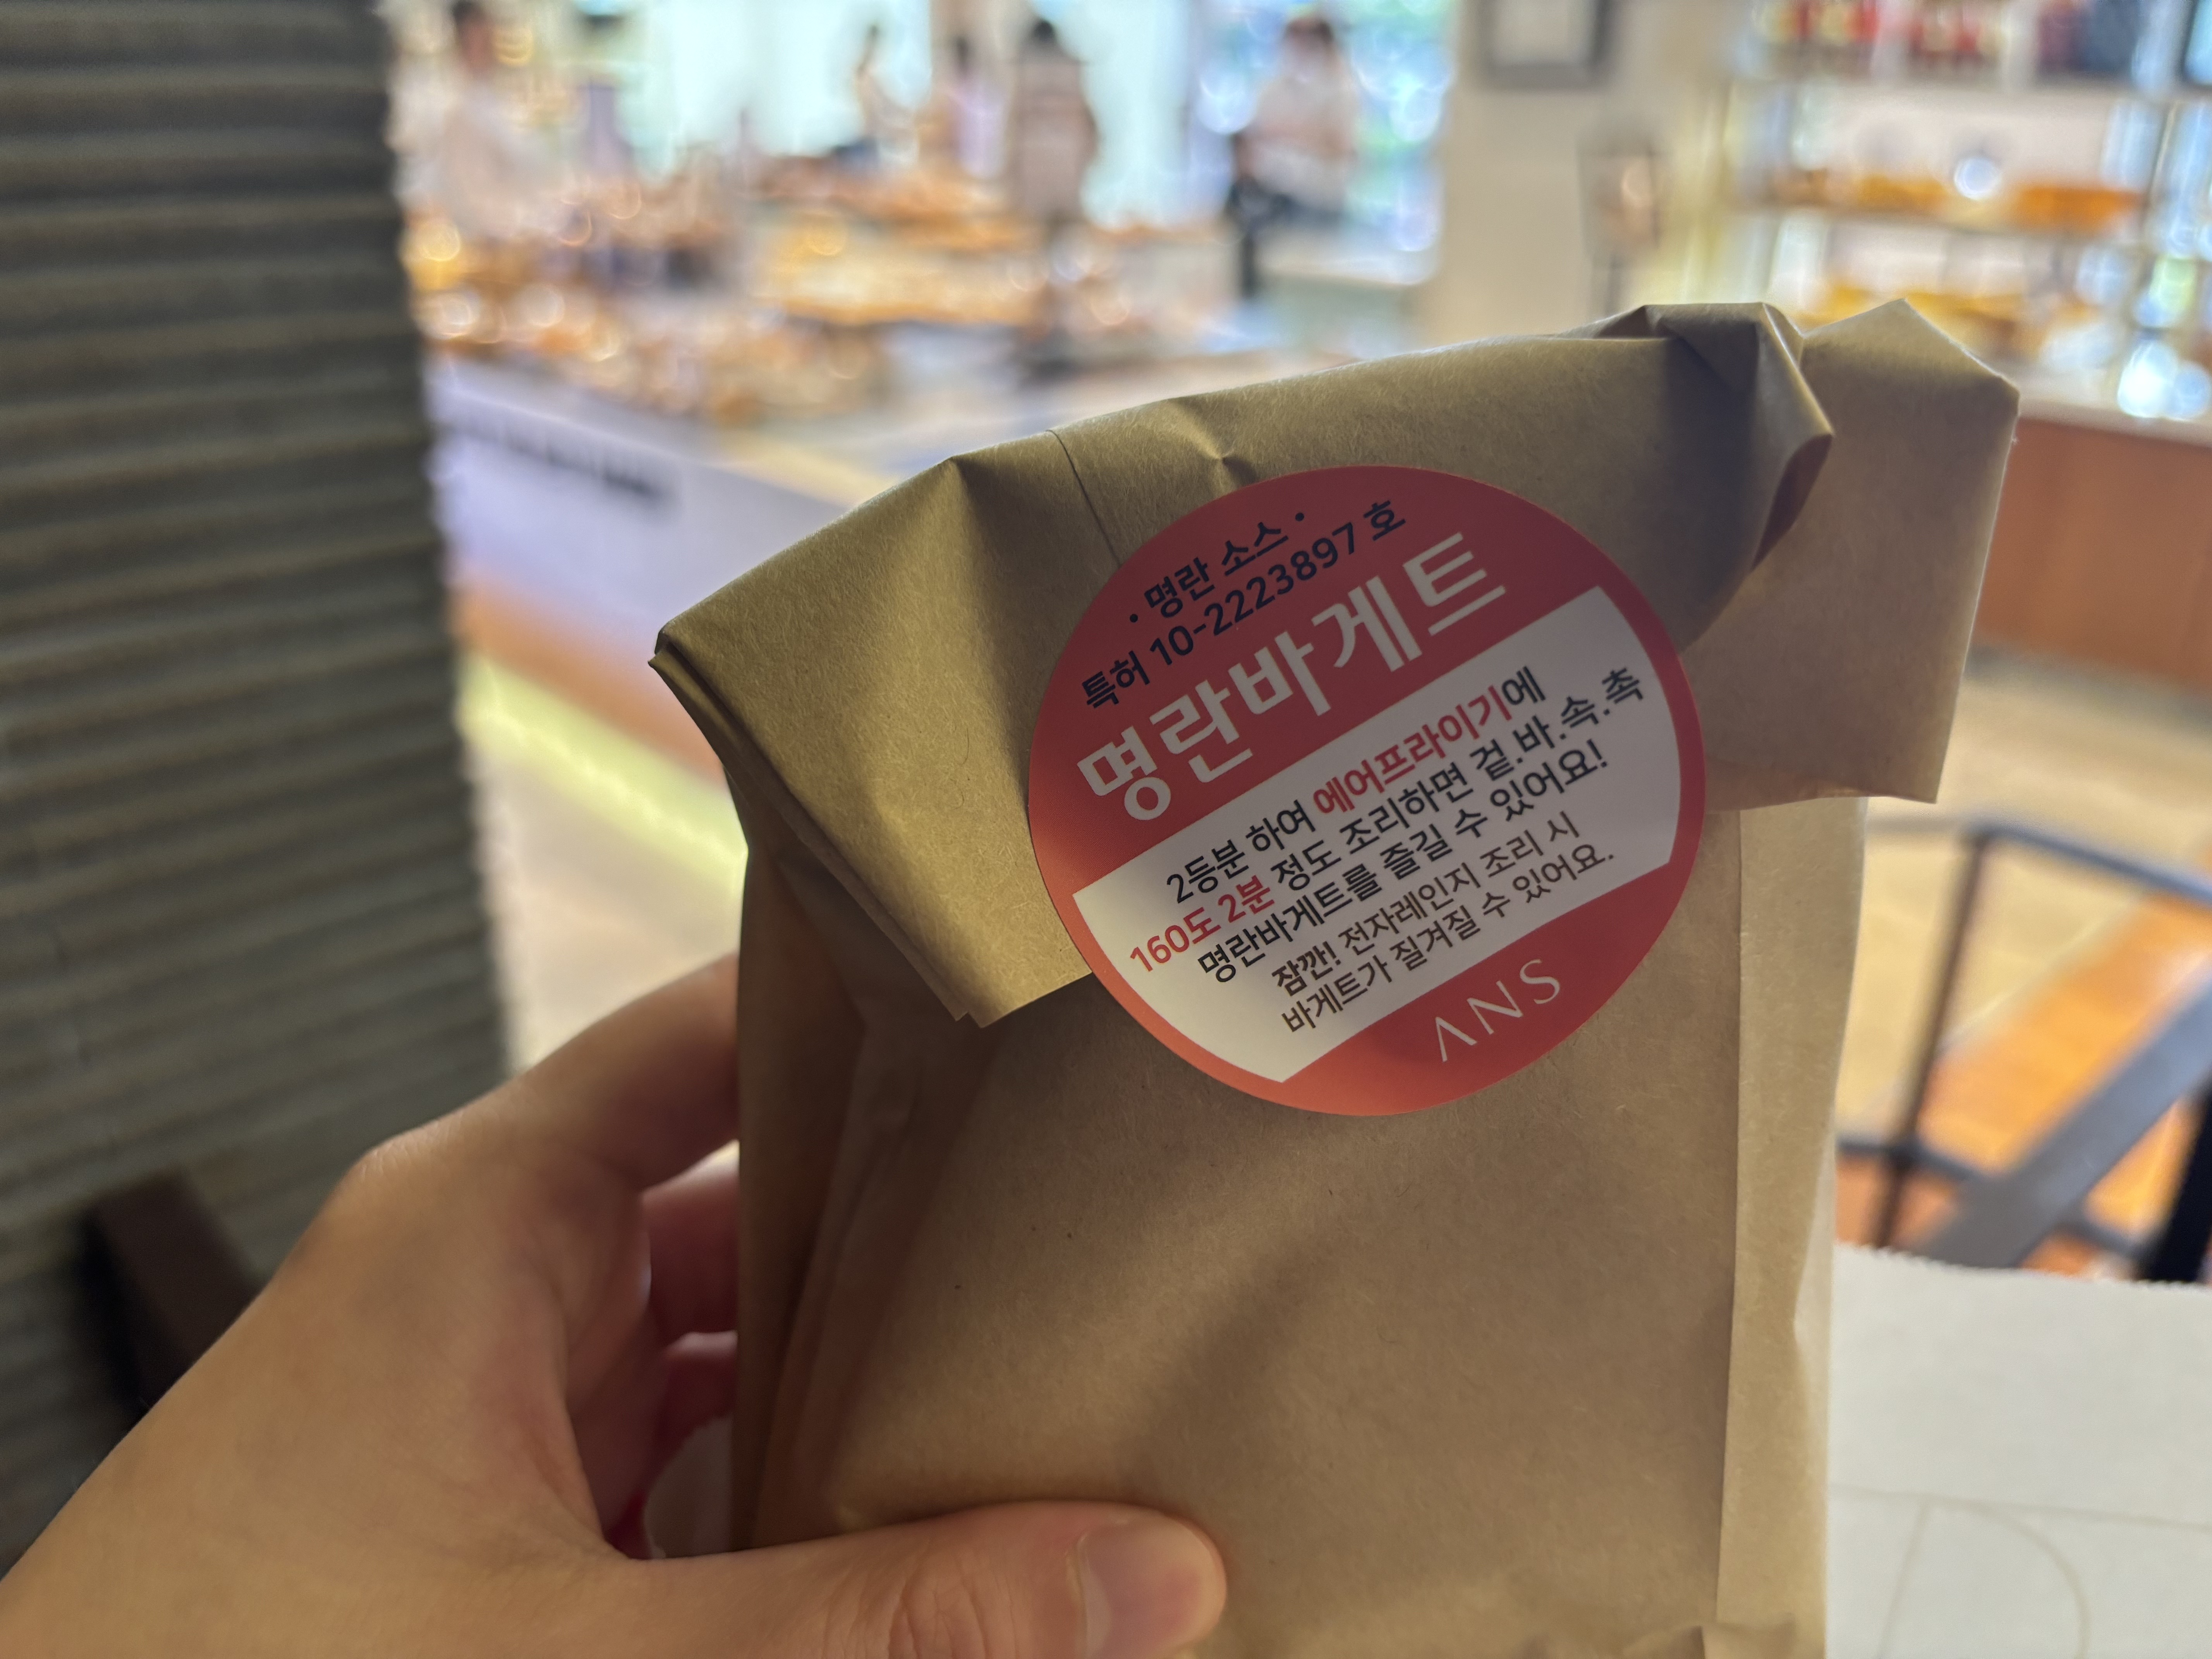 · 명란 소스 ·
특허 10-2223897 호
명란바게트
2등분 하여 에어프라이기에
160도 2분 정도 조리하면 겉.바.속.촉
명란바게트를 즐길 수 있어요!
잠깐! 전자레인지 조리 시
바게트가 질겨질 수 있어요.
ANS